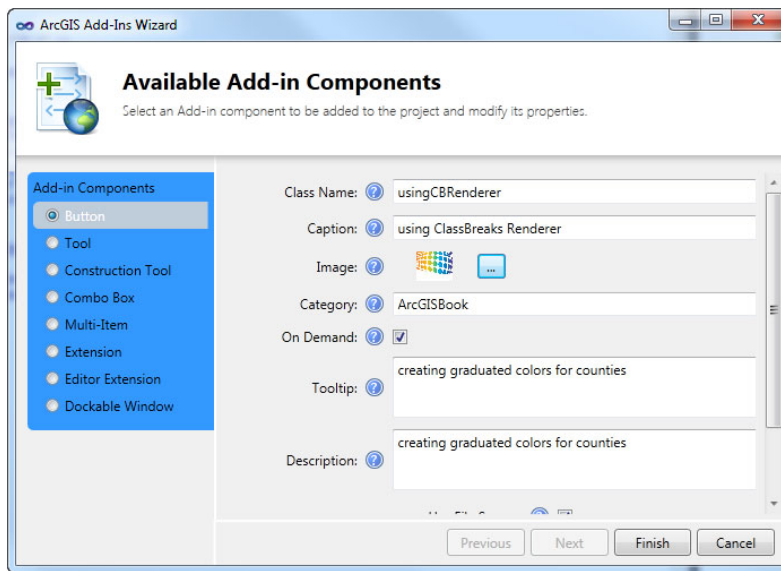 ArcGIS Add-Ins Wizard
Available Add-in Components
Select an Add-in component to be added to the project and modify its properties.
Add-in Components
Button
Tool
Construction Tool
Combo Box
Multi-Item
Extension
Editor Extension
Dockable Window
Class Name: usingCBRenderer
Caption: using ClassBreaks Renderer
Image: ...
Category: ArcGISBook
On Demand:
Tooltip: creating graduated colors for counties
Description: creating graduated colors for counties
Previous Next Finish Cancel